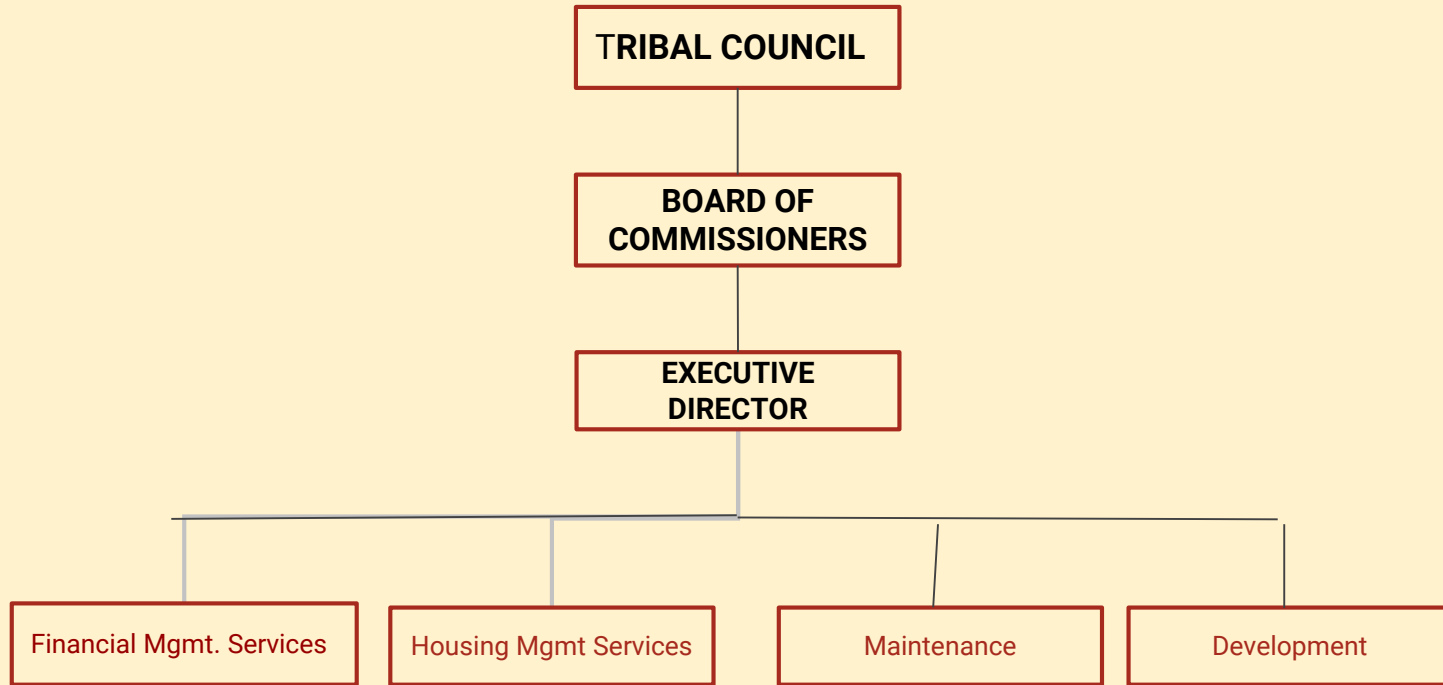 TRIBAL COUNCIL
BOARD OF
COMMISSIONERS
EXECUTIVE
DIRECTOR
Financial Mgmt. Services
Housing Mgmt Services
Maintenance
Development